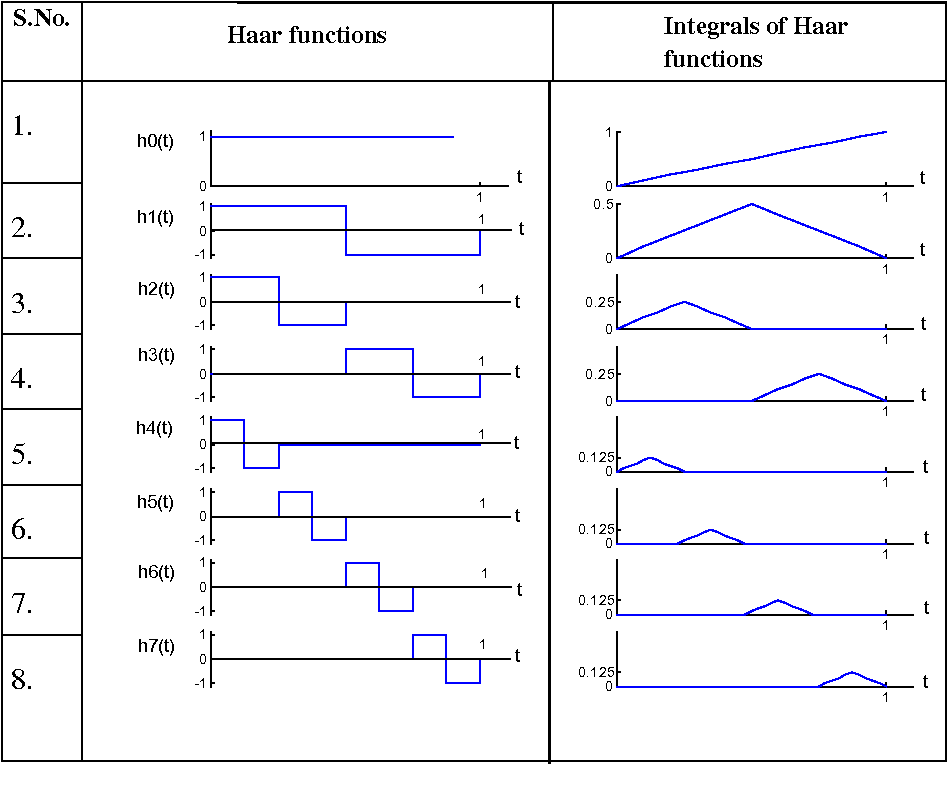 S.No.
Haar functions
Integrals of Haar
functions
1.
h0(t)
1
0
1
t
1
0
1
t
2.
h1(t)
1
0
-1
1
t
0.5
0
1
t
3.
h2(t)
1
0
-1
1
t
0.25
0
1
t
4.
h3(t)
1
0
-1
1
t
0.25
0
1
t
5.
h4(t)
1
0
-1
1
t
0.125
0
1
t
6.
h5(t)
1
0
-1
1
t
0.125
0
1
t
7.
h6(t)
1
0
-1
1
t
0.125
0
1
t
8.
h7(t)
1
0
-1
1
t
0.125
0
1
t